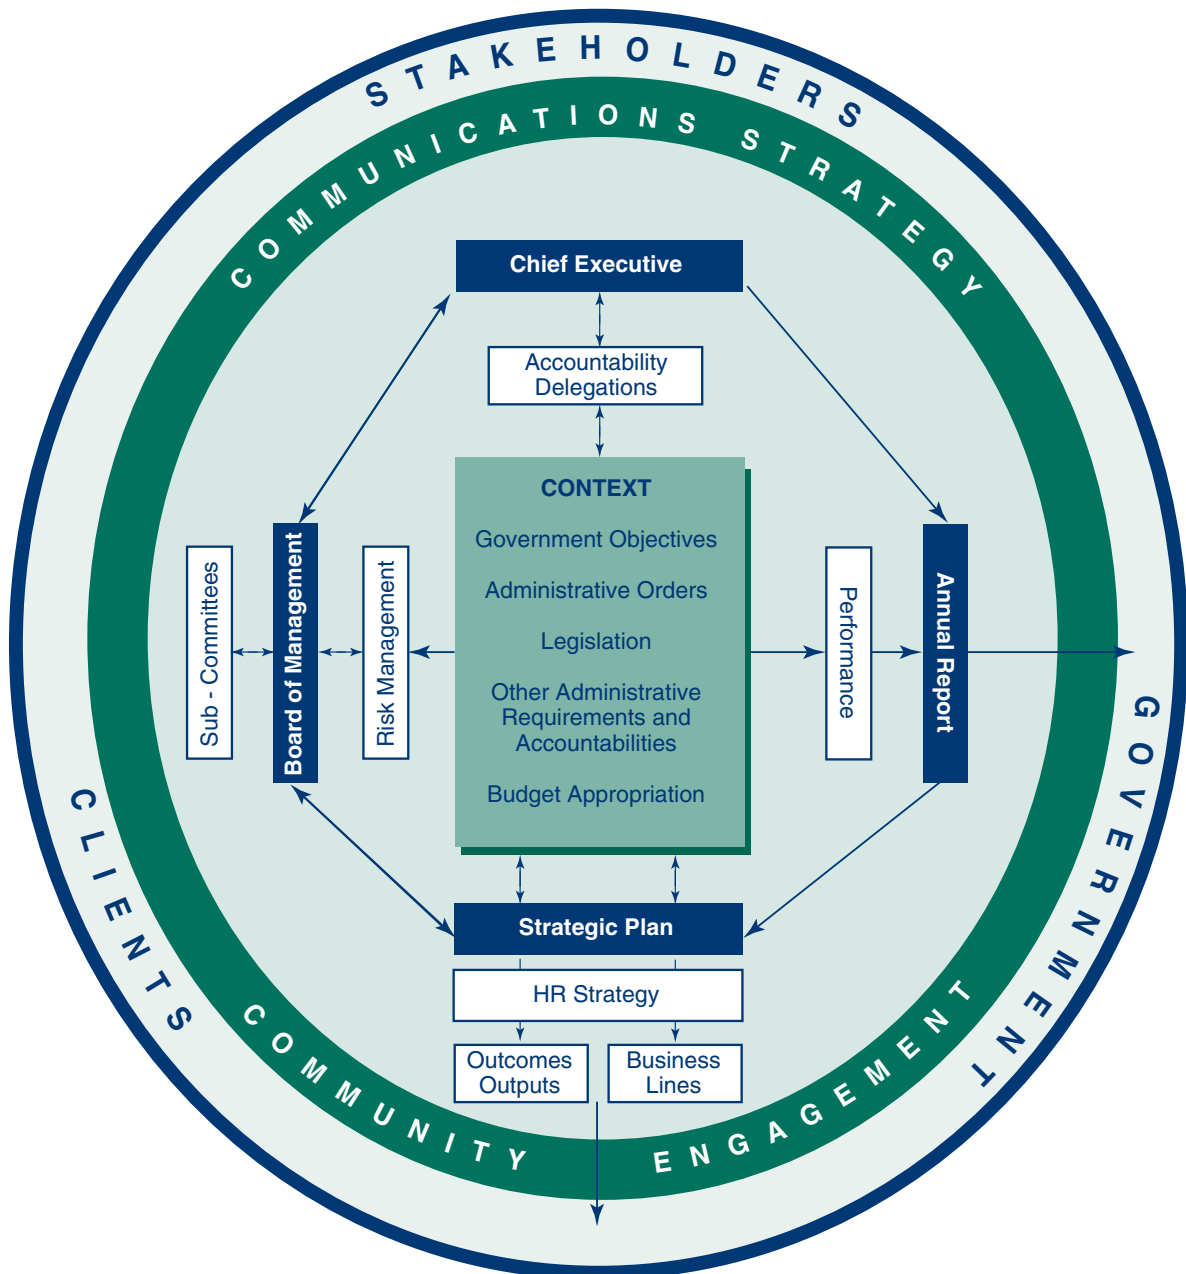 STAKEHOLDERS
COMMUNICATIONS STRATEGY
Chief Executive
Accountability
Delegations
CONTEXT
Government Objectives
Administrative Orders
Legislation
Other Administrative
Requirements and
Accountabilities
Budget Appropriation
Sub - Committees
Board of Management
Risk Management
Performance
Annual Report
Strategic Plan
HR Strategy
Outcomes
Outputs
Business
Lines
COMMUNITY ENGAGEMENT
CLIENTS
GOVERNMENT